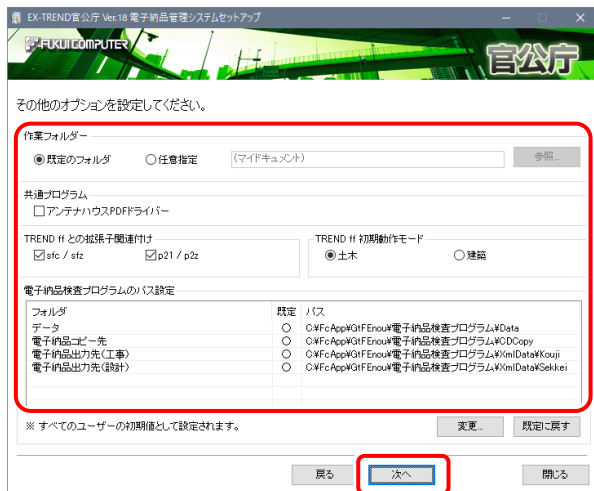 EX-TREND官公庁 Ver.18 電子納品管理システムセットアップ
FUKUI COMPUTER
官公庁
その他のオプションを設定してください。
作業フォルダー
既定のフォルダ 任意指定 (マイドキュメント) 参照...
共通プログラム
アンテナハウスPDFドライバー
TREND ff との拡張子関連付け TREND ff 初期動作モード
sfc / sfz p21 / p2z 土木 建築
電子納品検査プログラムのパス設定
フォルダ 既定 パス
データ ○ C:¥FcApp¥GtFEnou¥電子納品検査プログラム¥Data
電子納品コピー先 ○ C:¥FcApp¥GtFEnou¥電子納品検査プログラム¥CDCopy
電子納品出力先(工事) ○ C:¥FcApp¥GtFEnou¥電子納品検査プログラム¥XmlData¥Kouji
電子納品出力先(設計) ○ C:¥FcApp¥GtFEnou¥電子納品検査プログラム¥XmlData¥Sekkei
※ すべてのユーザーの初期値として設定されます。 変更... 既定に戻す
戻る 次へ 閉じる